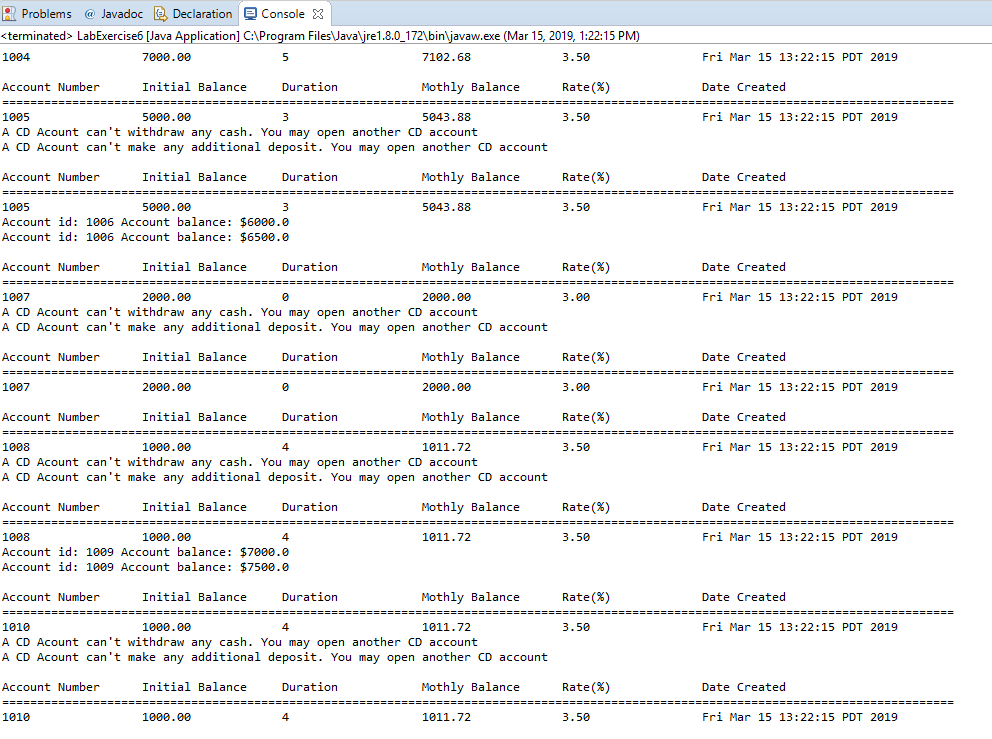 Problems @ Javadoc Declaration Console
<terminated> LabExercise6 [Java Application] C:\Program Files\Java\jre1.8.0_172\bin\javaw.exe (Mar 15, 2019, 1:22:15 PM)
1004 7000.00 5 7102.68 3.50 Fri Mar 15 13:22:15 PDT 2019
Account Number Initial Balance Duration Mothly Balance Rate(%) Date Created
========================================================================================================================================
1005 5000.00 3 5043.88 3.50 Fri Mar 15 13:22:15 PDT 2019
A CD Acount can't withdraw any cash. You may open another CD account
A CD Acount can't make any additional deposit. You may open another CD account
Account Number Initial Balance Duration Mothly Balance Rate(%) Date Created
========================================================================================================================================
1005 5000.00 3 5043.88 3.50 Fri Mar 15 13:22:15 PDT 2019
Account id: 1006 Account balance: $6000.0
Account id: 1006 Account balance: $6500.0
Account Number Initial Balance Duration Mothly Balance Rate(%) Date Created
========================================================================================================================================
1007 2000.00 0 2000.00 3.00 Fri Mar 15 13:22:15 PDT 2019
A CD Acount can't withdraw any cash. You may open another CD account
A CD Acount can't make any additional deposit. You may open another CD account
Account Number Initial Balance Duration Mothly Balance Rate(%) Date Created
========================================================================================================================================
1007 2000.00 0 2000.00 3.00 Fri Mar 15 13:22:15 PDT 2019
Account Number Initial Balance Duration Mothly Balance Rate(%) Date Created
========================================================================================================================================
1008 1000.00 4 1011.72 3.50 Fri Mar 15 13:22:15 PDT 2019
A CD Acount can't withdraw any cash. You may open another CD account
A CD Acount can't make any additional deposit. You may open another CD account
Account Number Initial Balance Duration Mothly Balance Rate(%) Date Created
========================================================================================================================================
1008 1000.00 4 1011.72 3.50 Fri Mar 15 13:22:15 PDT 2019
Account id: 1009 Account balance: $7000.0
Account id: 1009 Account balance: $7500.0
Account Number Initial Balance Duration Mothly Balance Rate(%) Date Created
========================================================================================================================================
1010 1000.00 4 1011.72 3.50 Fri Mar 15 13:22:15 PDT 2019
A CD Acount can't withdraw any cash. You may open another CD account
A CD Acount can't make any additional deposit. You may open another CD account
Account Number Initial Balance Duration Mothly Balance Rate(%) Date Created
========================================================================================================================================
1010 1000.00 4 1011.72 3.50 Fri Mar 15 13:22:15 PDT 2019